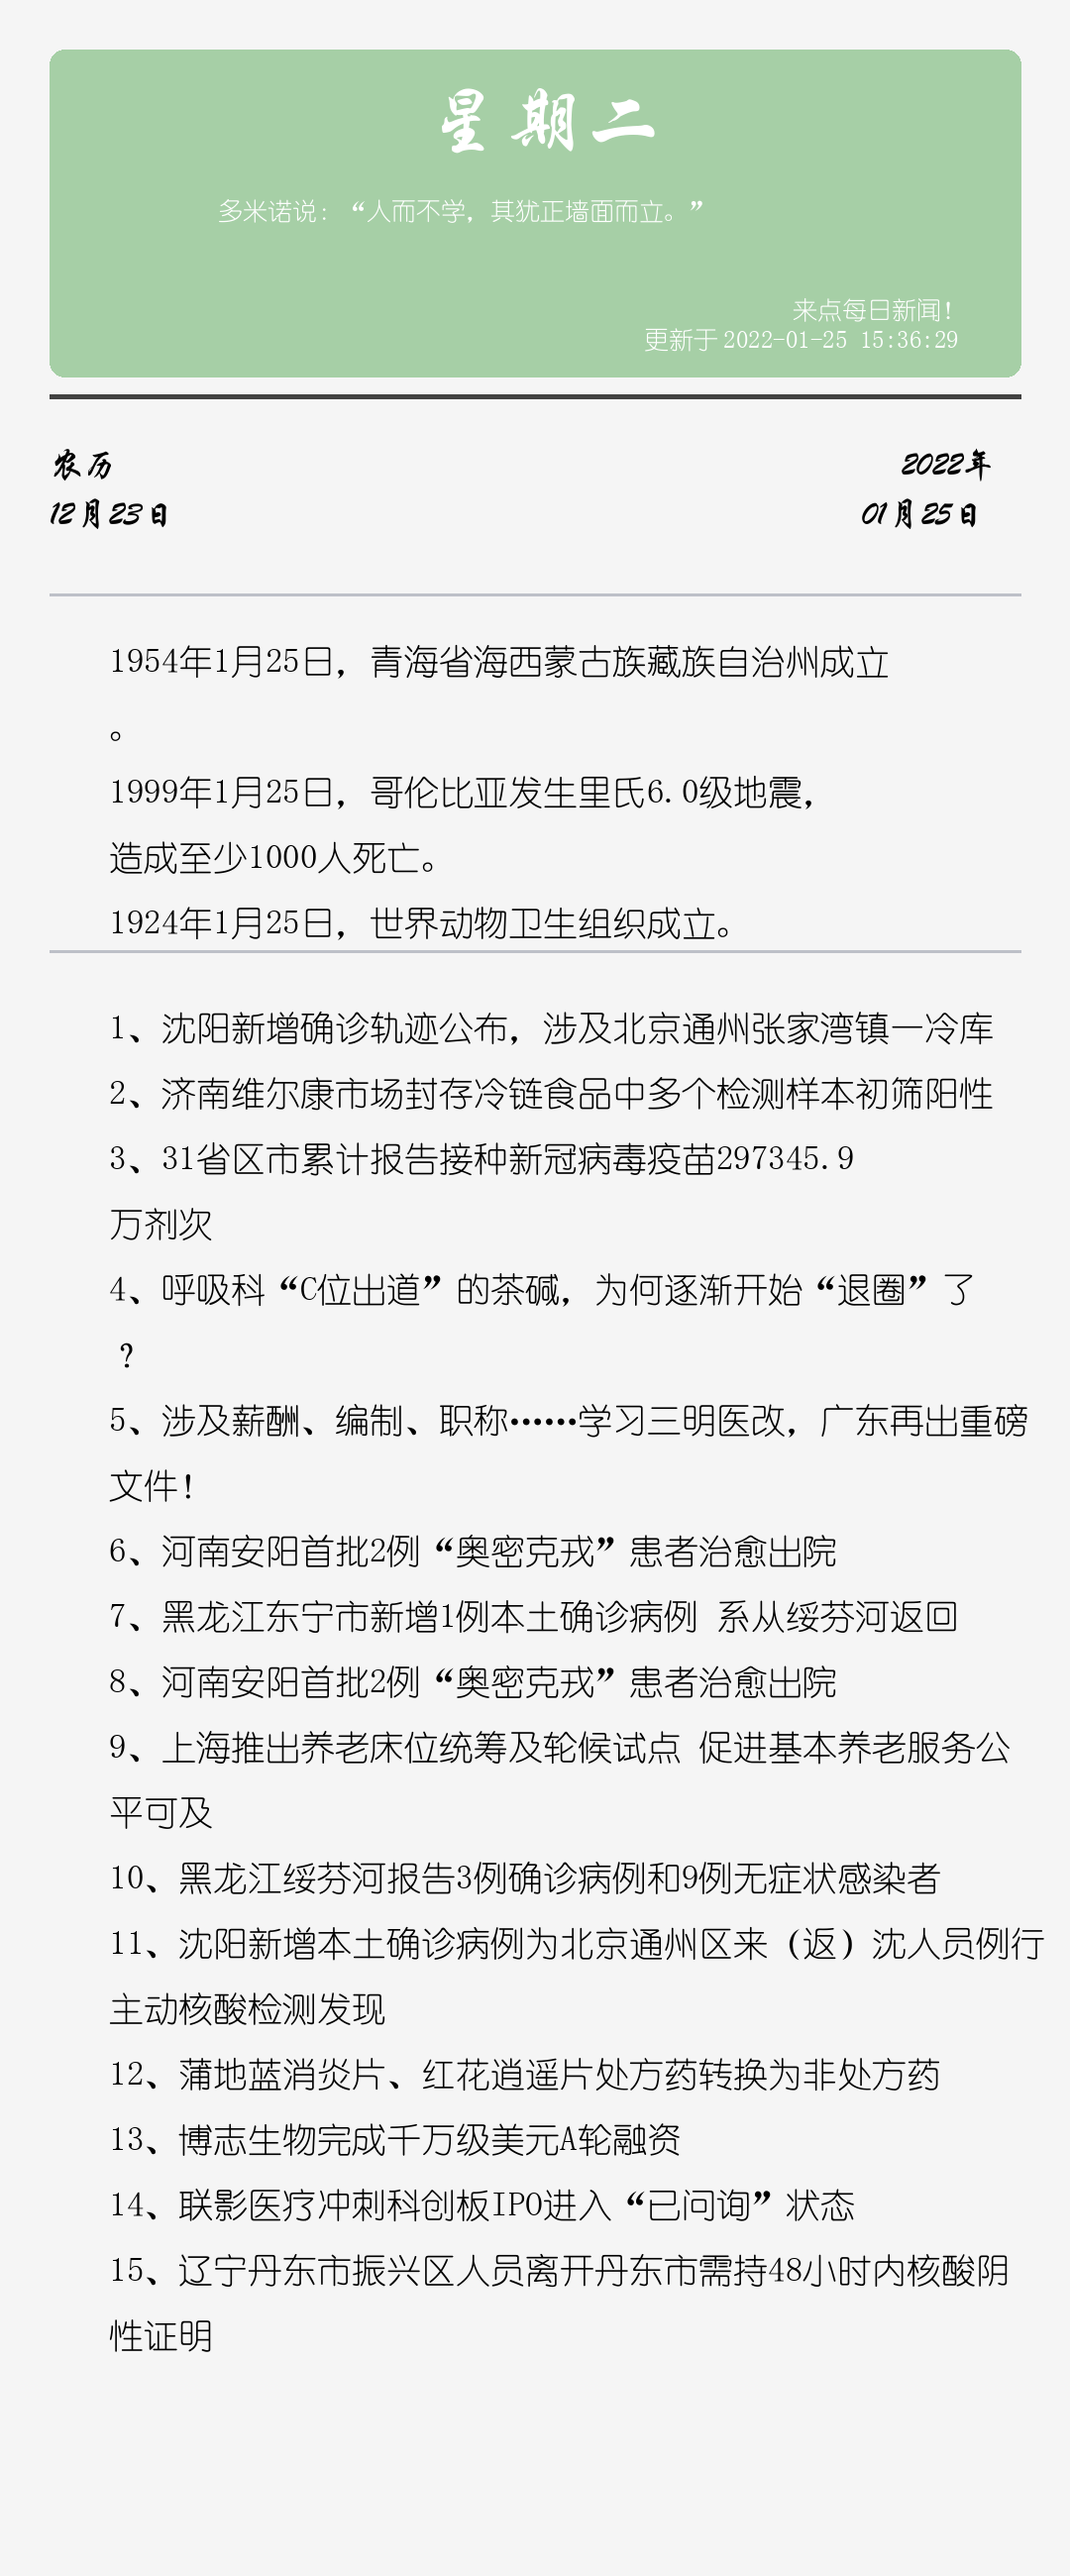 星期二
多米诺说：“人而不学，其犹正墙面而立。”
来点每日新闻！
更新于 2022-01-25 15:36:29
农历
2022年
12月23日
01月25日
1954年1月25日，青海省海西蒙古族藏族自治州成立
。
1999年1月25日，哥伦比亚发生里氏6.0级地震，
造成至少1000人死亡。
1924年1月25日，世界动物卫生组织成立。
1、沈阳新增确诊轨迹公布，涉及北京通州张家湾镇一冷库
2、济南维尔康市场封存冷链食品中多个检测样本初筛阳性
3、31省区市累计报告接种新冠病毒疫苗297345.9
万剂次
4、呼吸科“C位出道”的茶碱，为何逐渐开始“退圈”了
？
5、涉及薪酬、编制、职称……学习三明医改，广东再出重磅
文件！
6、河南安阳首批2例“奥密克戎”患者治愈出院
7、黑龙江东宁市新增1例本土确诊病例 系从绥芬河返回
8、河南安阳首批2例“奥密克戎”患者治愈出院
9、上海推出养老床位统筹及轮候试点 促进基本养老服务公
平可及
10、黑龙江绥芬河报告3例确诊病例和9例无症状感染者
11、沈阳新增本土确诊病例为北京通州区来（返）沈人员例行
主动核酸检测发现
12、蒲地蓝消炎片、红花逍遥片处方药转换为非处方药
13、博志生物完成千万级美元A轮融资
14、联影医疗冲刺科创板IPO进入“已问询”状态
15、辽宁丹东市振兴区人员离开丹东市需持48小时内核酸阴
性证明